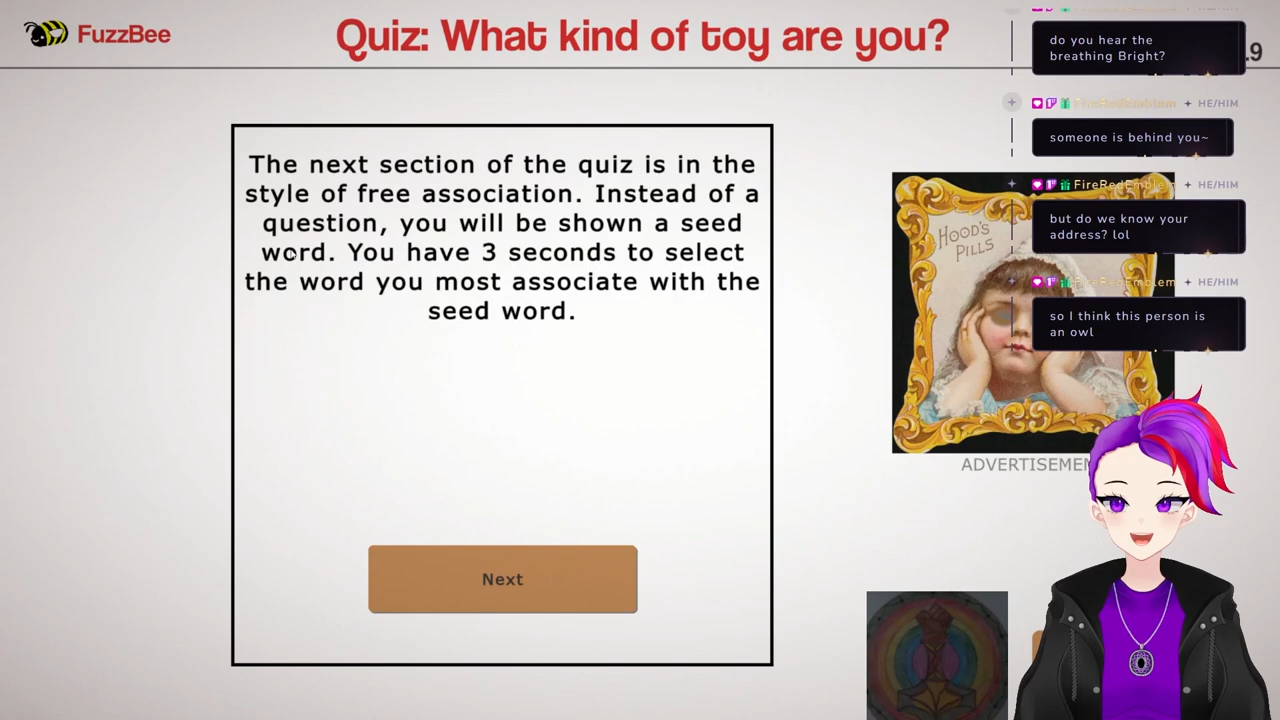 FuzzBee
Quiz: What kind of toy are you?
The next section of the quiz is in the
style of free association. Instead of a
question, you will be shown a seed
word. You have 3 seconds to select
the word you most associate with the
seed word.
Next
HOOD'S
PILLS
do you hear the
breathing Bright?
FireRedEmblem HE/HIM
someone is behind you~
FireRedEmblem HE/HIM
but do we know your
address? lol
FireRedEmblem HE/HIM
so I think this person is
an owl